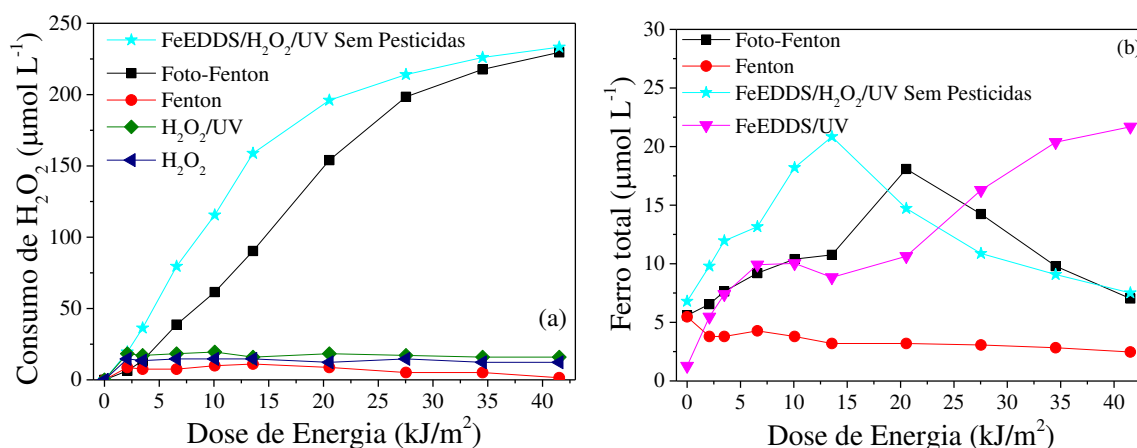 Consumo de H₂O₂ (μmol L⁻¹)
250
200
150
100
50
0
FeEDDS/H₂O₂/UV Sem Pesticidas
Foto-Fenton
Fenton
H₂O₂/UV
H₂O₂
(a)
0 5 10 15 20 25 30 35 40
Dose de Energia (kJ/m²)
Ferro total (μmol L⁻¹)
30
25
20
15
10
5
0
(b)
Foto-Fenton
Fenton
FeEDDS/H₂O₂/UV Sem Pesticidas
FeEDDS/UV
0 5 10 15 20 25 30 35 40
Dose de Energia (kJ/m²)